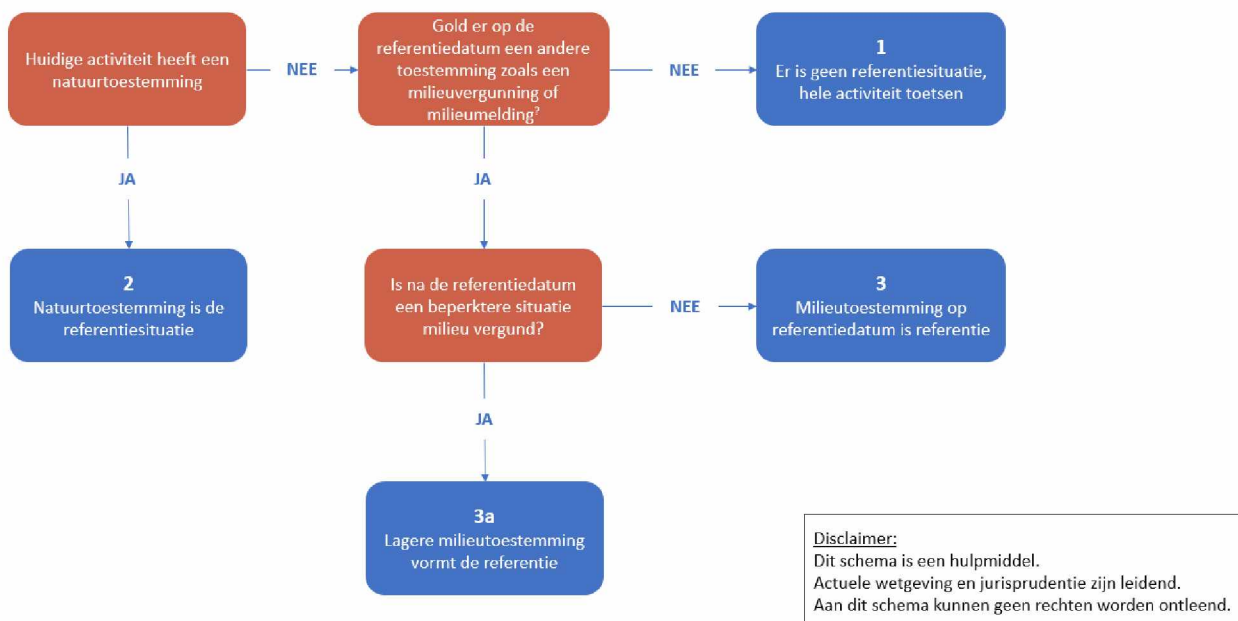 Huidige activiteit heeft een
natuurtoestemming
NEE
Gold er op de
referentiedatum een andere
toestemming zoals een
milieuvergunning of
milieumelding?
NEE
1
Er is geen referentiesituatie,
hele activiteit toetsen
JA
JA
2
Natuurtoestemming is de
referentiesituatie
Is na de referentiedatum
een beperktere situatie
milieu vergund?
NEE
3
Milieutoestemming op
referentiedatum is referentie
JA
3a
Lagere milieutoestemming
vormt de referentie
Disclaimer:
Dit schema is een hulpmiddel.
Actuele wetgeving en jurisprudentie zijn leidend.
Aan dit schema kunnen geen rechten worden ontleend.